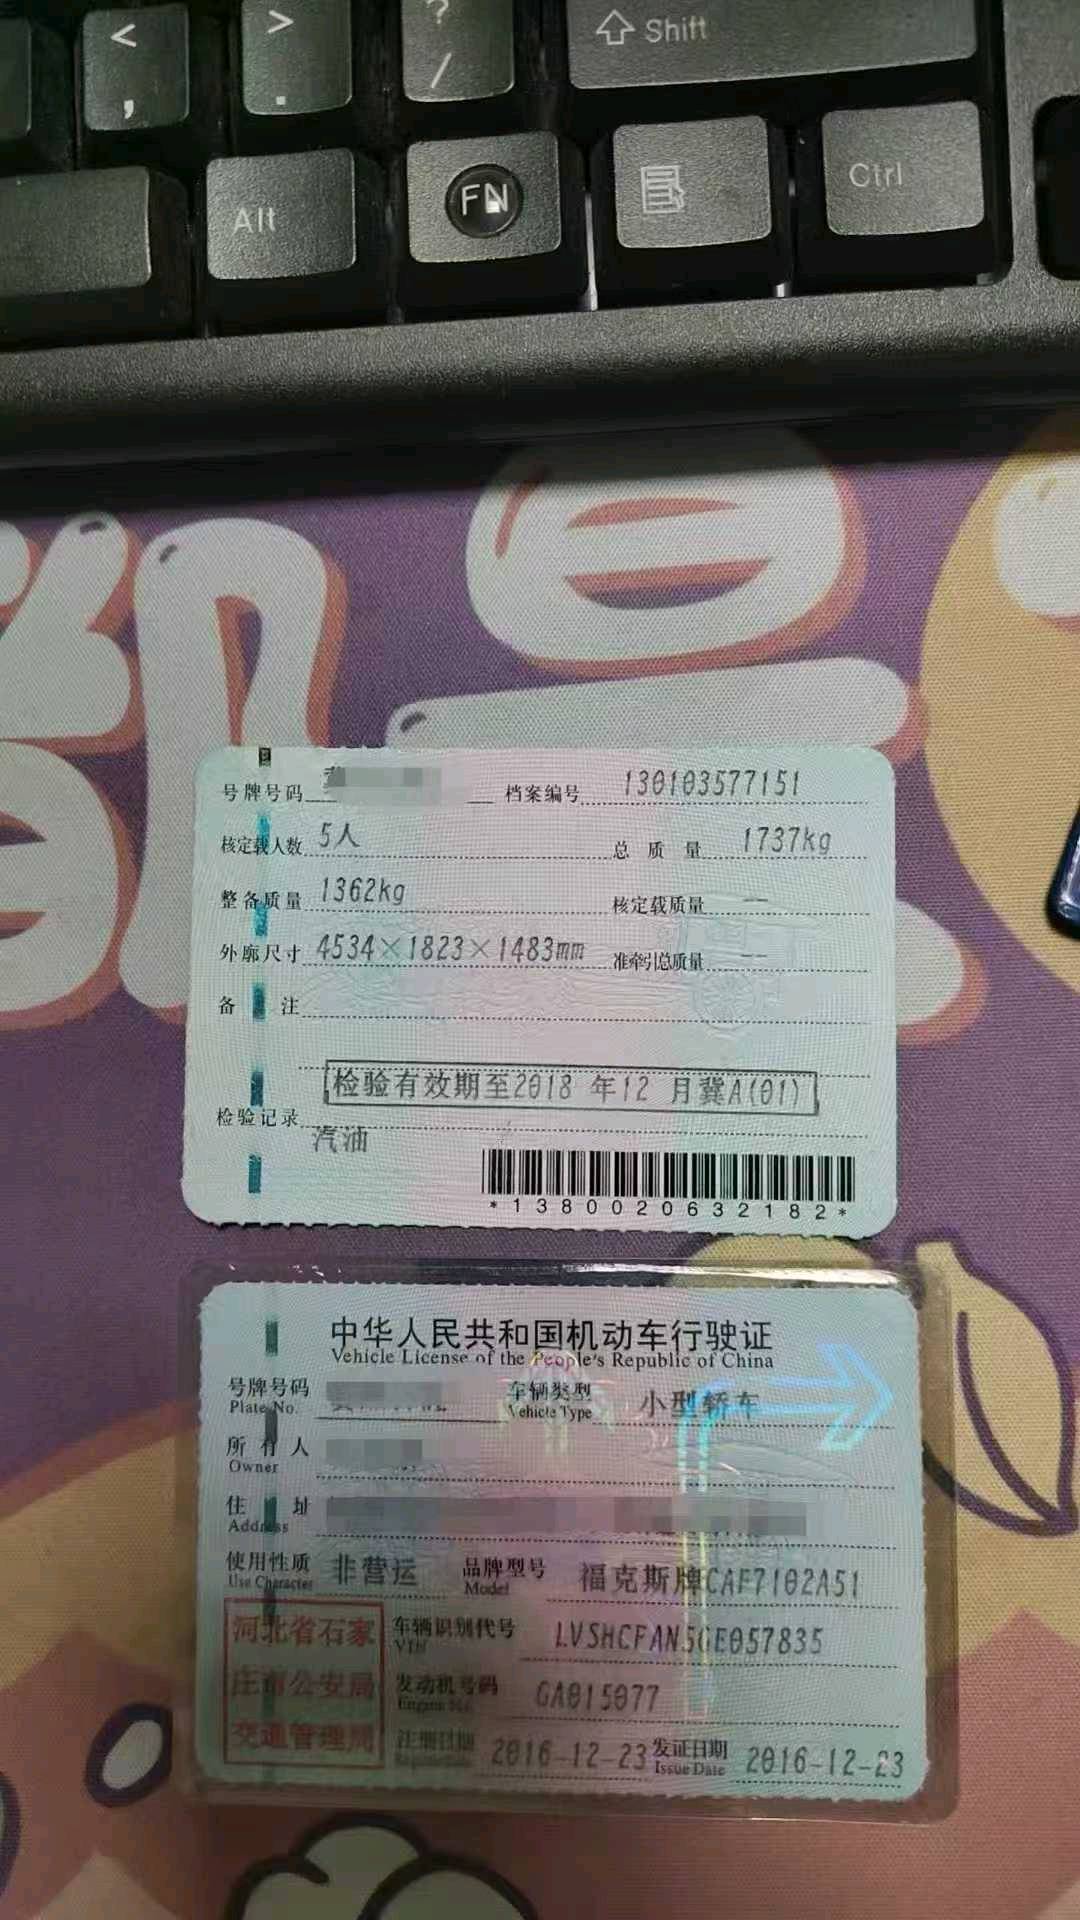 <
,
>
.
?
/
Shift
Alt
FN
Ctrl
号牌号码 冀 档案编号 130103577151
核定载人数 5人 总质量 1737kg
整备质量 1362kg 核定载质量 --
外廓尺寸 4534×1823×1483mm 准牵引总质量 --
备注
检验有效期至2018 年12 月冀A(01)
检验记录
汽油
*1380020632182*
中华人民共和国机动车行驶证
Vehicle License of the People's Republic of China
号牌号码 车辆类型 小型轿车
Plate No. Vehicle Type
所有人
Owner
住址
Address
使用性质 非营运 品牌型号 福克斯牌CAF7102A51
Use Character Model
河北省石家
庄市公安局
交通管理局
车辆识别代号 LVSHCFAN5GE057835
VIN
发动机号码 GA015077
Engine No.
注册日期 2016-12-23 发证日期 2016-12-23
Issue Date